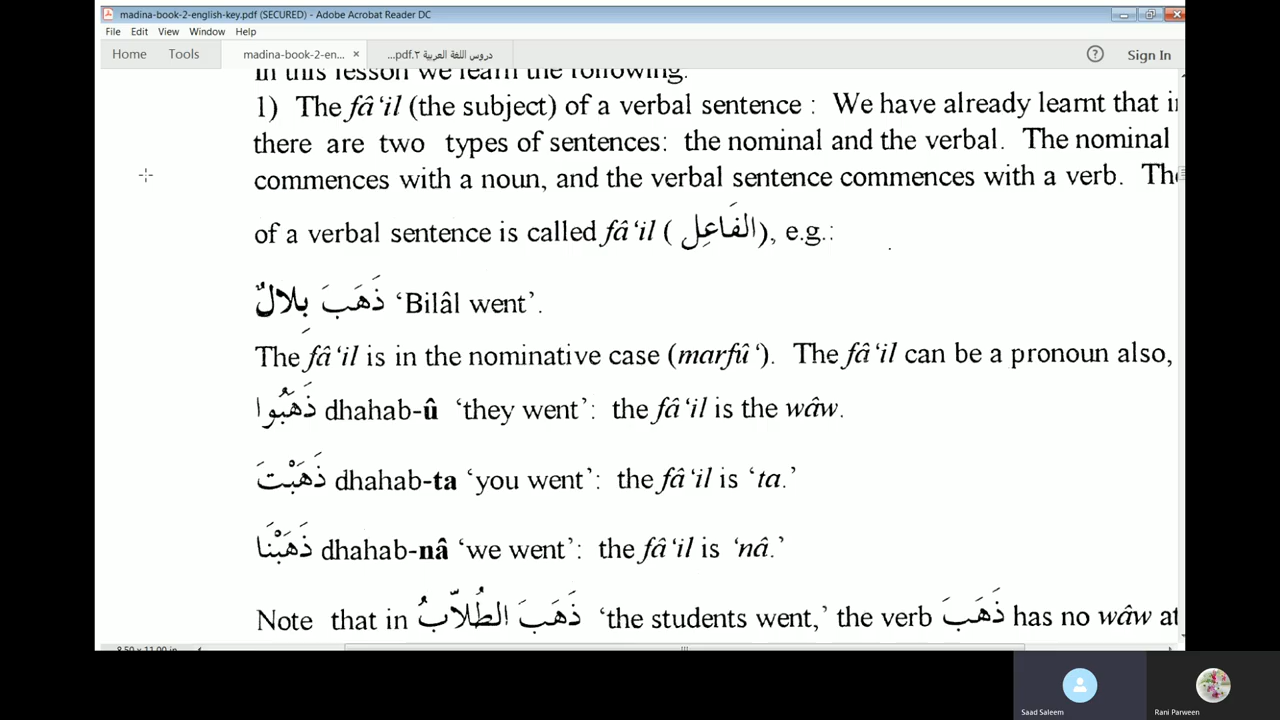 madina-book-2-english-key.pdf (SECURED) - Adobe Acrobat Reader DC
File Edit View Window Help
Home Tools madina-book-2-en... × ...pdf.٣ دروس اللغة العربية ? Sign In
In this lesson we learn the following.
1) The fâ‘il (the subject) of a verbal sentence : We have already learnt that in
there are two types of sentences: the nominal and the verbal. The nominal
commences with a noun, and the verbal sentence commences with a verb. The
of a verbal sentence is called fâ‘il ( الفَاعِل), e.g.:
ذَهَبَ بِلالٌ ‘Bilâl went’.
The fâ‘il is in the nominative case (marfû‘). The fâ‘il can be a pronoun also,
ذَهَبُوا dhahab-û ‘they went’: the fâ‘il is the wâw.
ذَهَبْتَ dhahab-ta ‘you went’: the fâ‘il is ‘ta.’
ذَهَبْنَا dhahab-nâ ‘we went’: the fâ‘il is ‘nâ.’
Note that in ذَهَبَ الطُلاّبُ ‘the students went,’ the verb ذَهَبَ has no wâw at
8.50 x 11.00 in
Saad Saleem Rani Parween